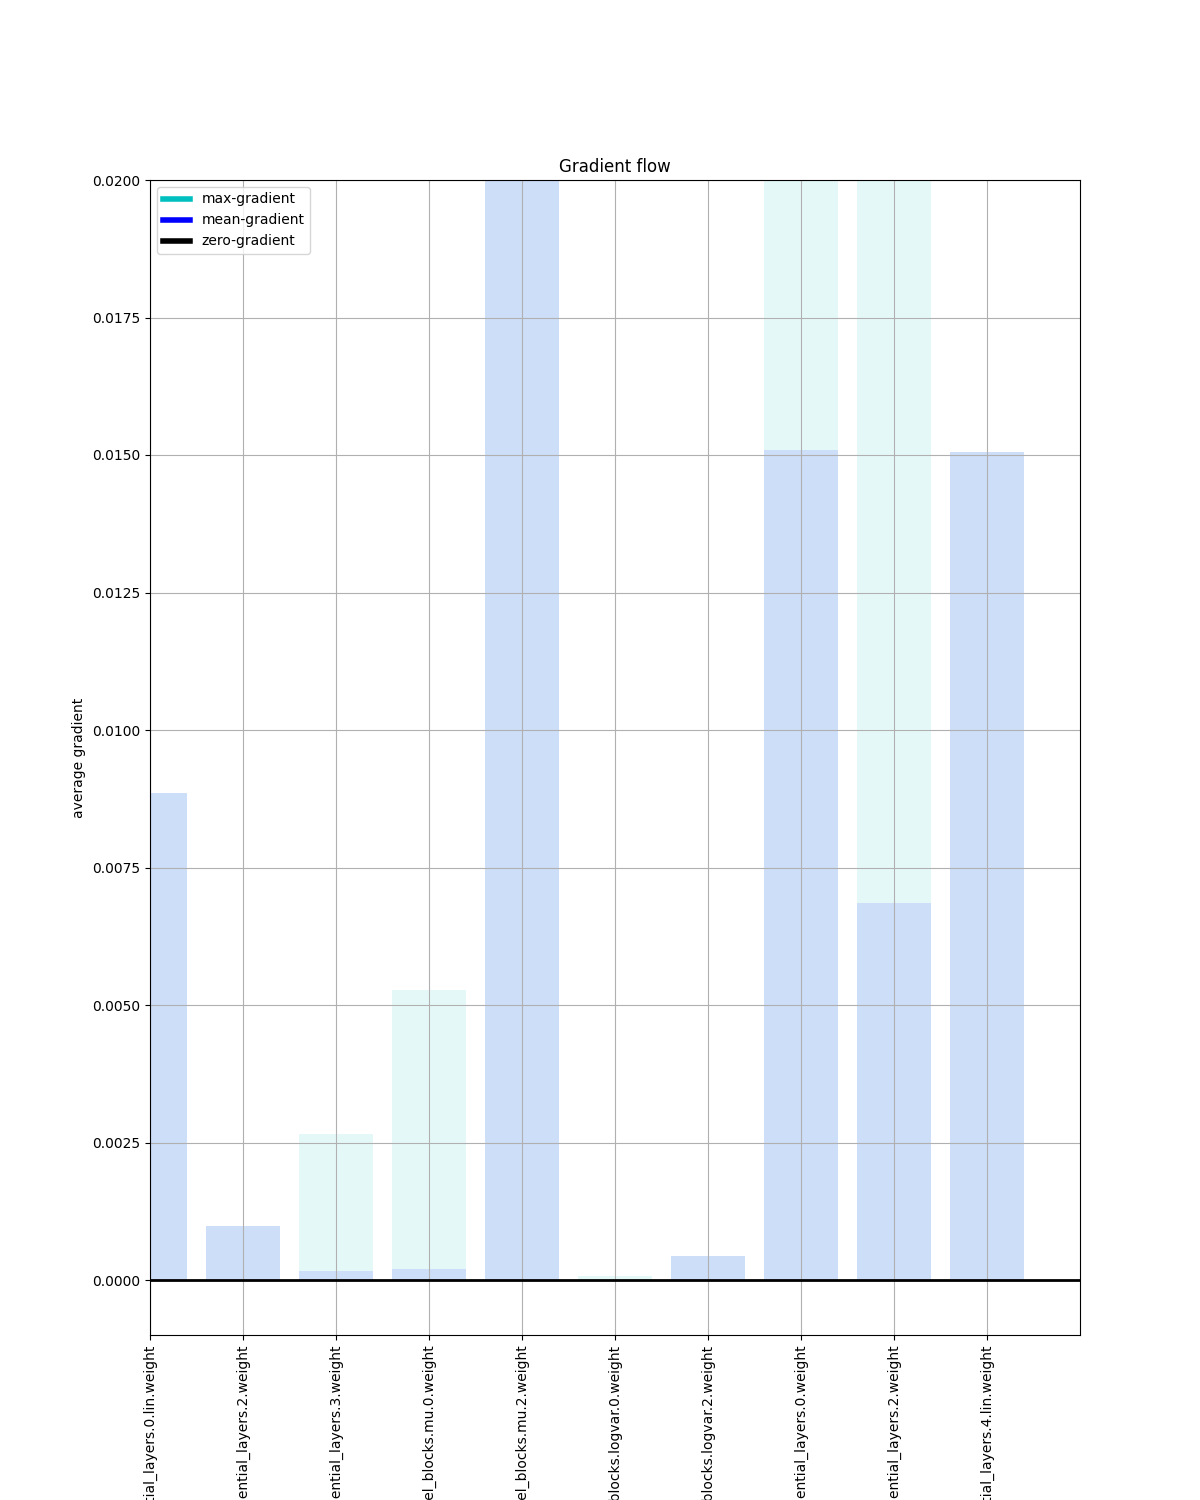 Gradient flow
max-gradient
mean-gradient
zero-gradient
0.0200
0.0175
0.0150
0.0125
0.0100
0.0075
0.0050
0.0025
0.0000
average gradient
tial_layers.0.lin.weight
ential_layers.2.weight
ential_layers.3.weight
el_blocks.mu.0.weight
el_blocks.mu.2.weight
blocks.logvar.0.weight
blocks.logvar.2.weight
ential_layers.0.weight
ential_layers.2.weight
tial_layers.4.lin.weight